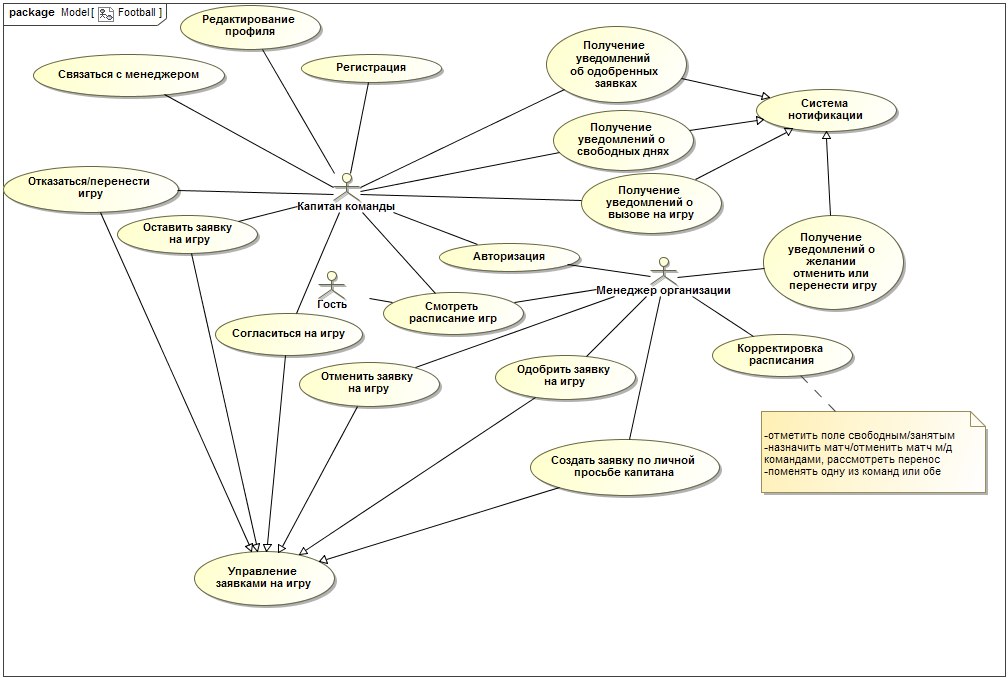 package Model [ Football ]
Редактирование
профиля
Связаться с менеджером
Регистрация
Получение
уведомлений
об одобренных
заявках
Система
нотификации
Получение
уведомлений о
свободных днях
Отказаться/перенести
игру
Капитан команды
Получение
уведомлений о
вызове на игру
Оставить заявку
на игру
Авторизация
Получение
уведомлений о
желании
отменить или
перенести игру
Менеджер организации
Гость
Смотреть
расписание игр
Согласиться на игру
Корректировка
расписания
Отменить заявку
на игру
Одобрить заявку
на игру
-отметить поле свободным/занятым
-назначить матч/отменить матч м/д
командами, рассмотреть перенос
-поменять одну из команд или обе
Создать заявку по личной
просьбе капитана
Управление
заявками на игру